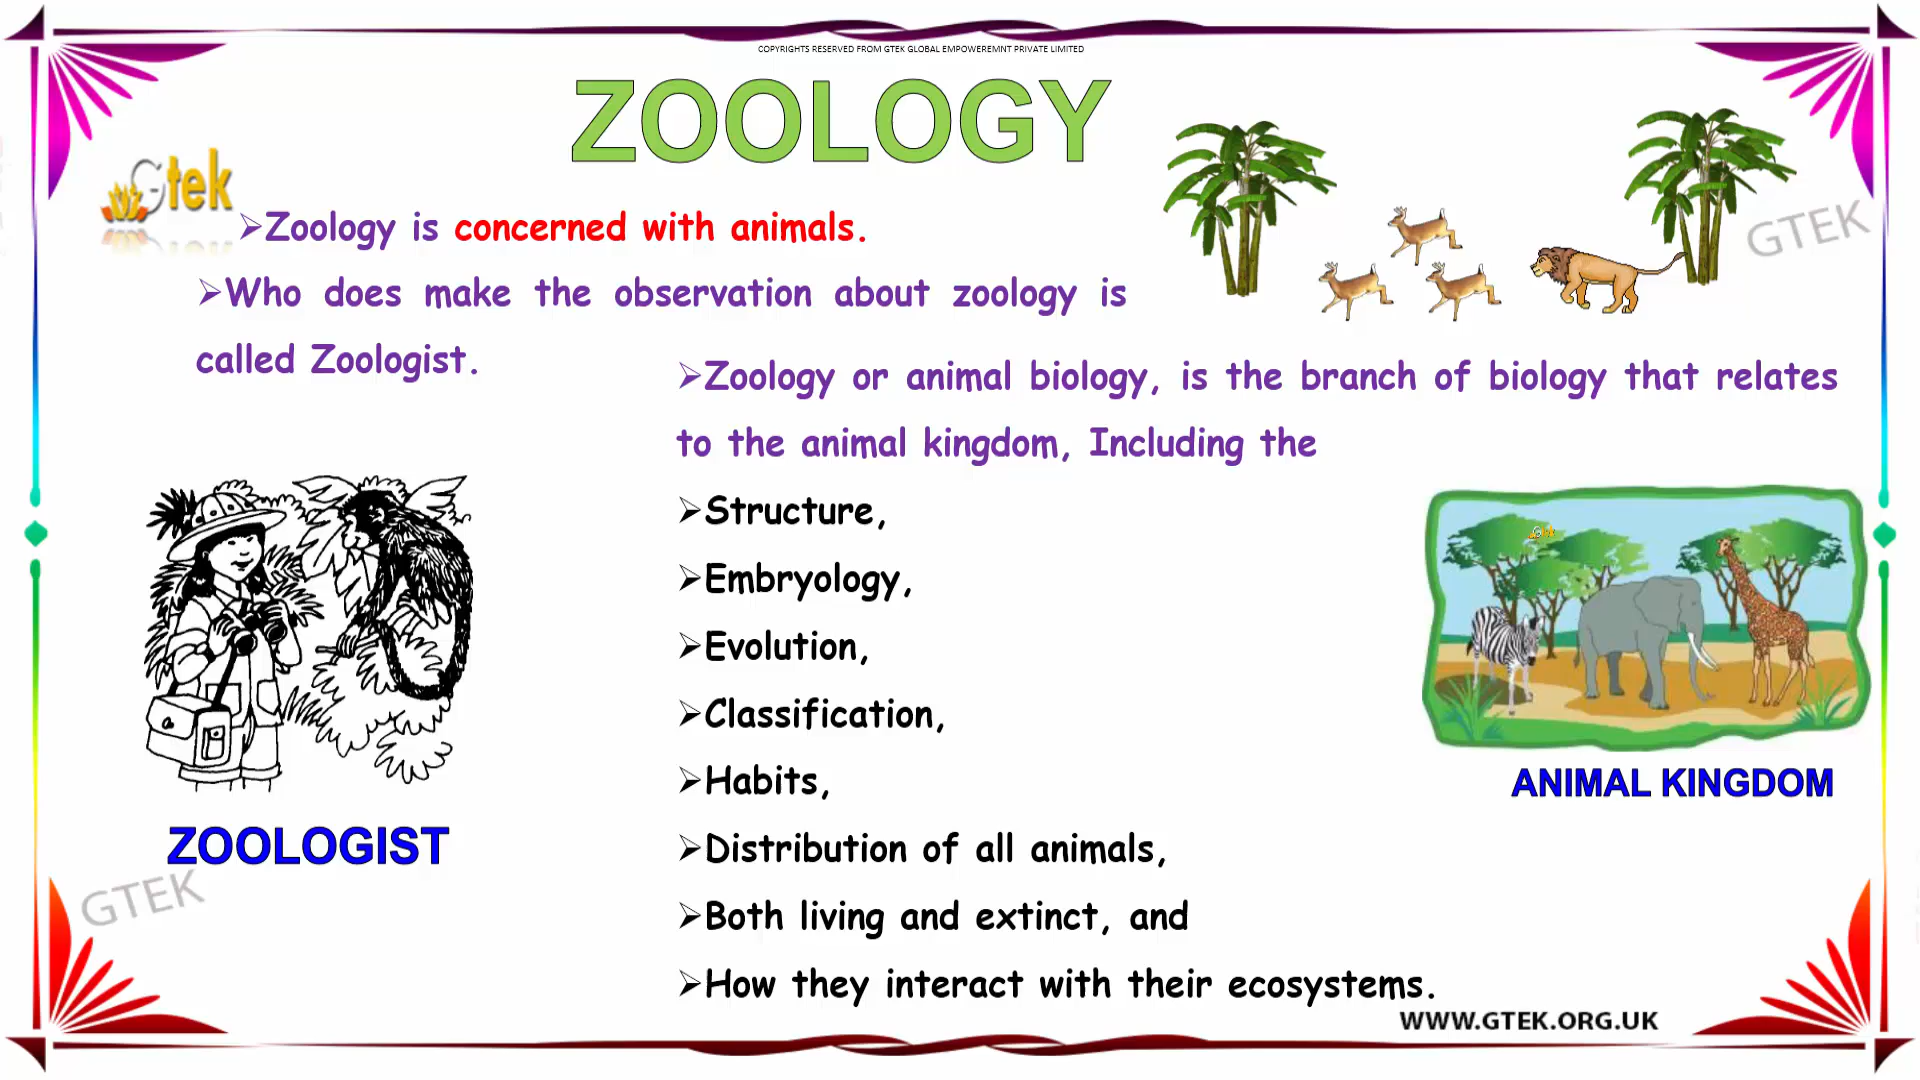 COPYRIGHTS RESERVED FROM GTEK GLOBAL EMPOWEREMNT PRIVATE LIMITED
ZOOLOGY
Gtek
GTEK
➢Zoology is concerned with animals.
➢Who does make the observation about zoology is
called Zoologist.
➢Zoology or animal biology, is the branch of biology that relates
to the animal kingdom, Including the
➢Structure,
➢Embryology,
➢Evolution,
➢Classification,
➢Habits,
➢Distribution of all animals,
➢Both living and extinct, and
➢How they interact with their ecosystems.
Gtek
ANIMAL KINGDOM
ZOOLOGIST
GTEK
WWW.GTEK.ORG.UK